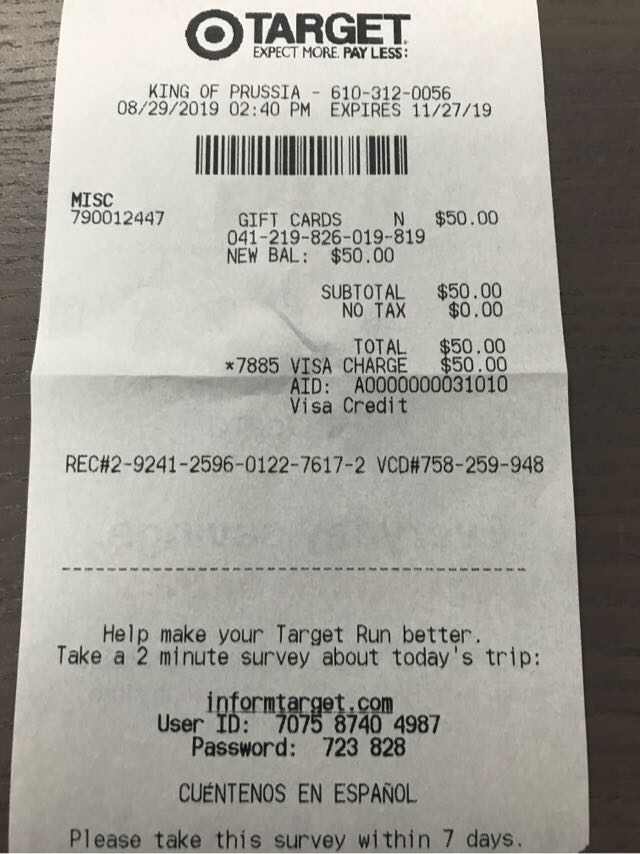 TARGET
EXPECT MORE. PAY LESS:
KING OF PRUSSIA - 610-312-0056
08/29/2019 02:40 PM EXPIRES 11/27/19
MISC
790012447 GIFT CARDS N $50.00
041-219-826-019-819
NEW BAL: $50.00
SUBTOTAL $50.00
NO TAX $0.00
TOTAL $50.00
*7885 VISA CHARGE $50.00
AID: A0000000031010
Visa Credit
REC#2-9241-2596-0122-7617-2 VCD#758-259-948
Help make your Target Run better.
Take a 2 minute survey about today's trip:
informtarget.com
User ID: 7075 8740 4987
Password: 723 828
CUÉNTENOS EN ESPAÑOL
Please take this survey within 7 days.